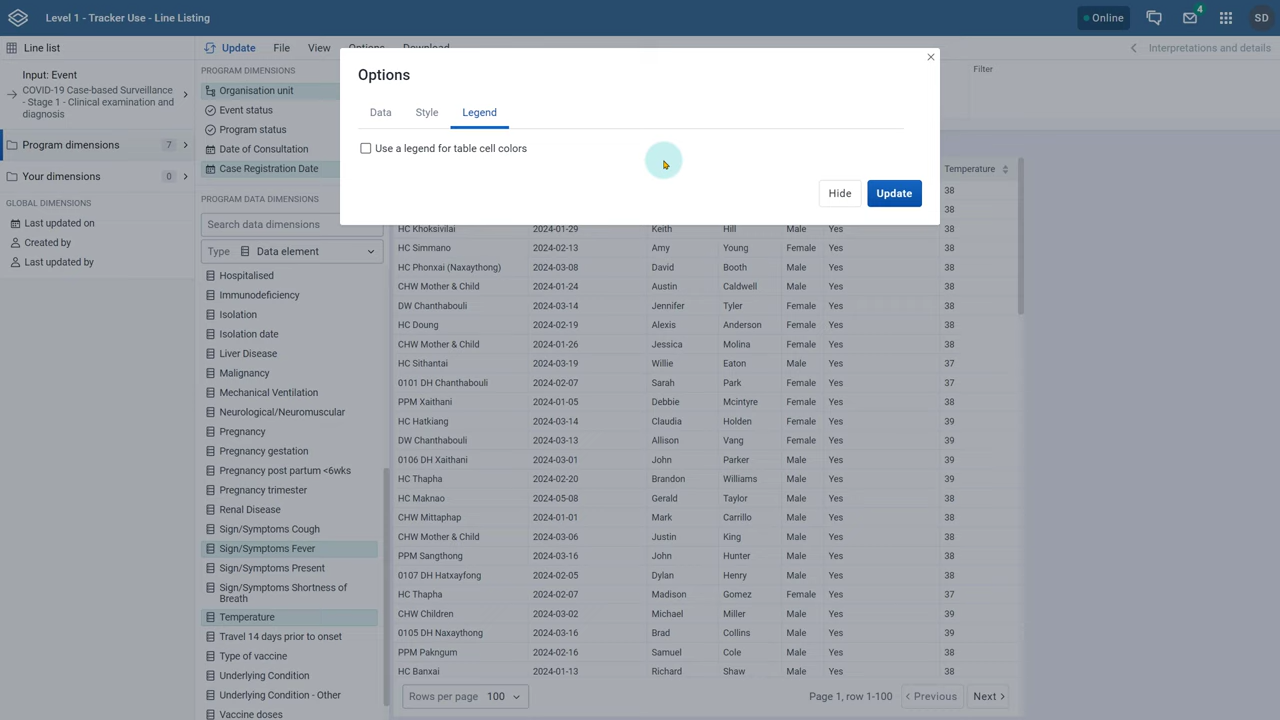 Level 1 - Tracker Use - Line Listing
Online
4
SD
Line list
Update
File
View
Options
Download
Interpretations and details
Input: Event
COVID-19 Case-based Surveillance
- Stage 1 - Clinical examination and
diagnosis
Program dimensions
7
Your dimensions
0
GLOBAL DIMENSIONS
Last updated on
Created by
Last updated by
PROGRAM DIMENSIONS
Organisation unit
Event status
Program status
Date of Consultation
Case Registration Date
PROGRAM DATA DIMENSIONS
Search data dimensions
Type
Data element
Hospitalised
Immunodeficiency
Isolation
Isolation date
Liver Disease
Malignancy
Mechanical Ventilation
Neurological/Neuromuscular
Pregnancy
Pregnancy gestation
Pregnancy post partum <6wks
Pregnancy trimester
Renal Disease
Sign/Symptoms Cough
Sign/Symptoms Fever
Sign/Symptoms Present
Sign/Symptoms Shortness of
Breath
Temperature
Travel 14 days prior to onset
Type of vaccine
Underlying Condition
Underlying Condition - Other
Vaccine doses
Options
Data
Style
Legend
Use a legend for table cell colors
Hide
Update
Filter
Temperature
38
38
HC Khoksivilai 2024-01-29 Keith Hill Male Yes 38
HC Simmano 2024-02-13 Amy Young Female Yes 38
HC Phonxai (Naxaythong) 2024-03-08 David Booth Male Yes 38
CHW Mother & Child 2024-01-24 Austin Caldwell Male Yes 38
DW Chanthabouli 2024-03-14 Jennifer Tyler Female Yes 38
HC Doung 2024-02-19 Alexis Anderson Female Yes 38
CHW Mother & Child 2024-01-26 Jessica Molina Female Yes 38
HC Sithantai 2024-03-19 Willie Eaton Male Yes 37
0101 DH Chanthabouli 2024-02-07 Sarah Park Female Yes 37
PPM Xaithani 2024-01-05 Debbie Mcintyre Female Yes 38
HC Hatkiang 2024-03-14 Claudia Holden Female Yes 39
DW Chanthabouli 2024-03-13 Allison Vang Female Yes 39
0106 DH Xaithani 2024-03-01 John Parker Male Yes 39
HC Thapha 2024-02-20 Brandon Williams Male Yes 39
HC Maknao 2024-05-08 Gerald Taylor Male Yes 38
CHW Mittaphap 2024-01-01 Mark Carrillo Male Yes 38
CHW Mother & Child 2024-03-06 Justin King Male Yes 38
PPM Sangthong 2024-03-16 John Hunter Male Yes 38
0107 DH Hatxayfong 2024-02-05 Dylan Henry Male Yes 38
HC Thapha 2024-02-07 Madison Gomez Female Yes 37
CHW Children 2024-03-02 Michael Miller Male Yes 39
0105 DH Naxaythong 2024-03-16 Brad Collins Male Yes 39
PPM Pakngum 2024-02-16 Samuel Cole Male Yes 38
HC Banxai 2024-01-13 Richard Shaw Male Yes 38
Rows per page 100
Page 1, row 1-100
Previous
Next